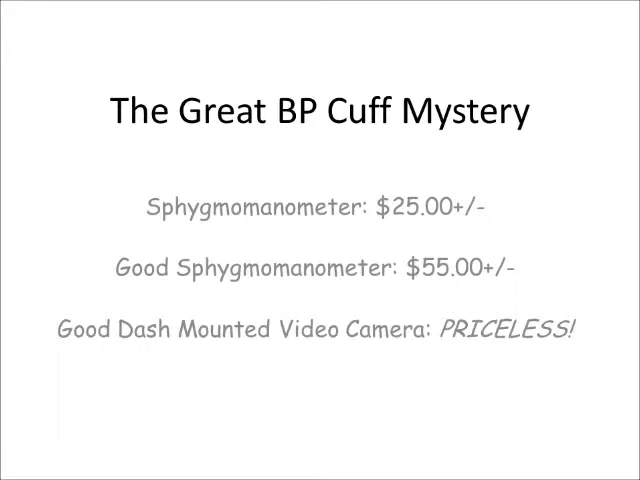 The Great BP Cuff Mystery
Sphygmomanometer: $25.00+/-
Good Sphygmomanometer: $55.00+/-
Good Dash Mounted Video Camera: PRICELESS!